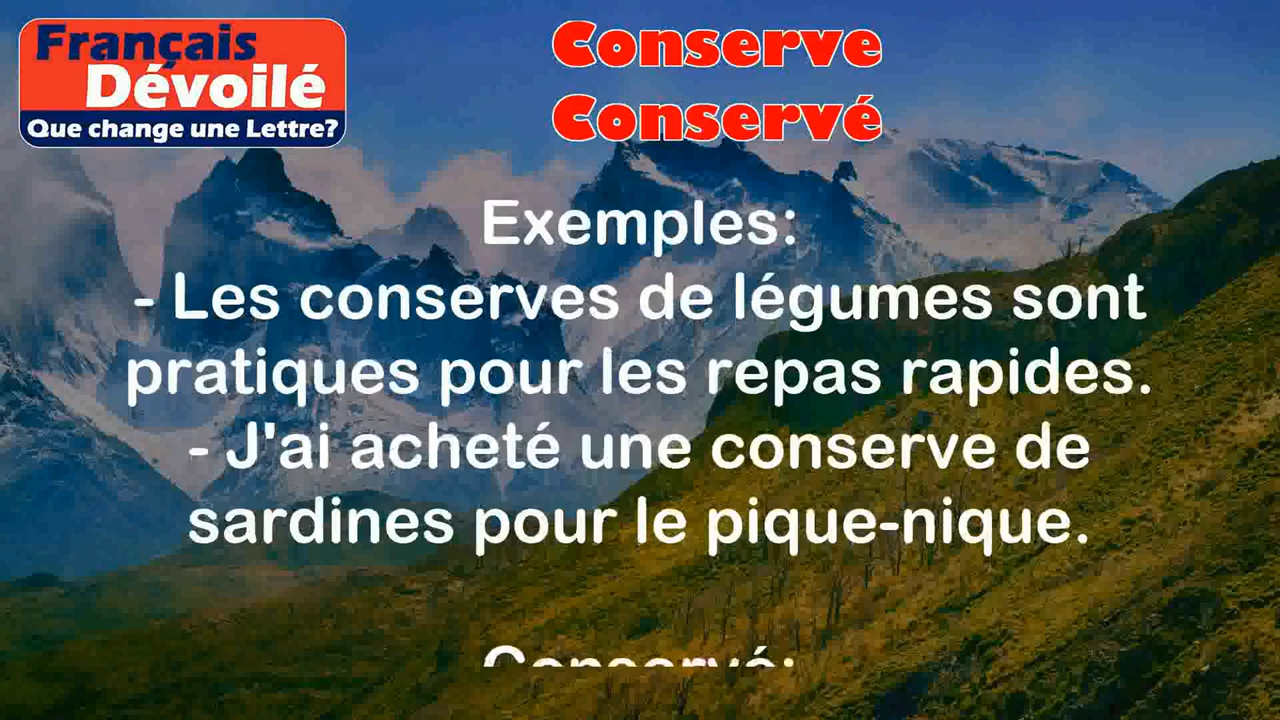 Français
Dévoilé
Que change une Lettre?
Conserve
Conservé
Exemples:
- Les conserves de légumes sont
pratiques pour les repas rapides.
- J'ai acheté une conserve de
sardines pour le pique-nique.
Conservé: